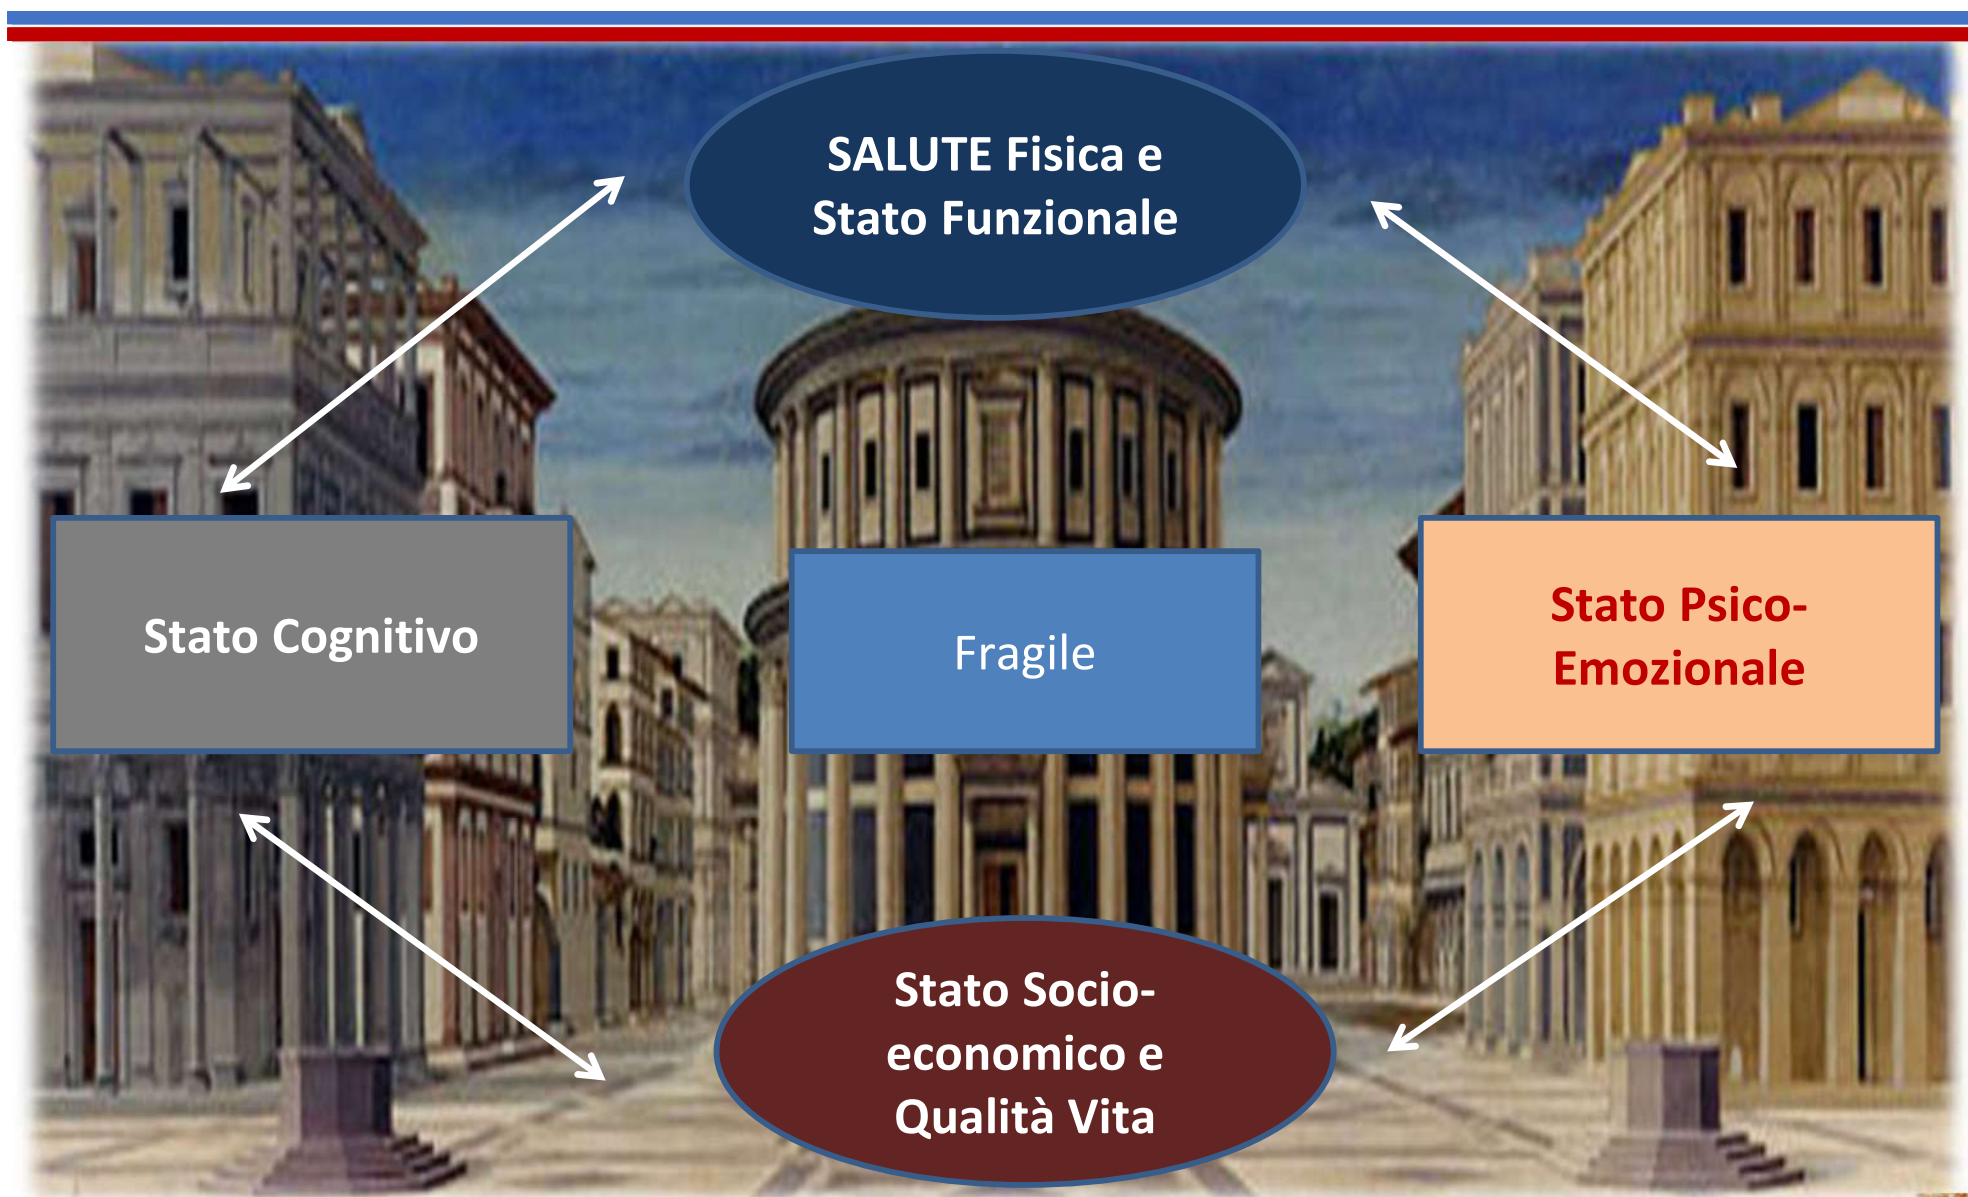 SALUTE Fisica e
Stato Funzionale
Stato Cognitivo
Fragile
Stato Psico-
Emozionale
Stato Socio-
economico e
Qualità Vita